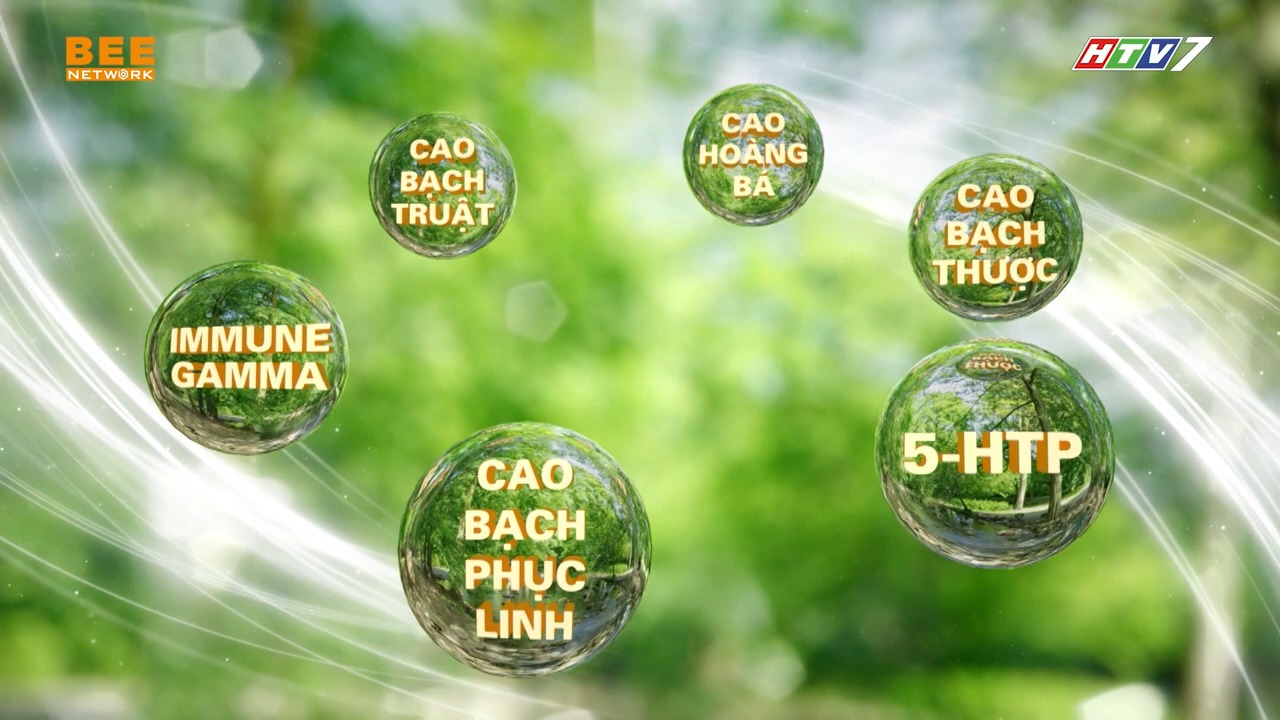 BEE
NETWORK
HTV7
CAO
BẠCH
TRUẬT
CAO
HOÀNG
BÁ
CAO
BẠCH
THƯỢC
IMMUNE
GAMMA
THƯỢC
5-HTP
CAO
BẠCH
PHỤC
LINH